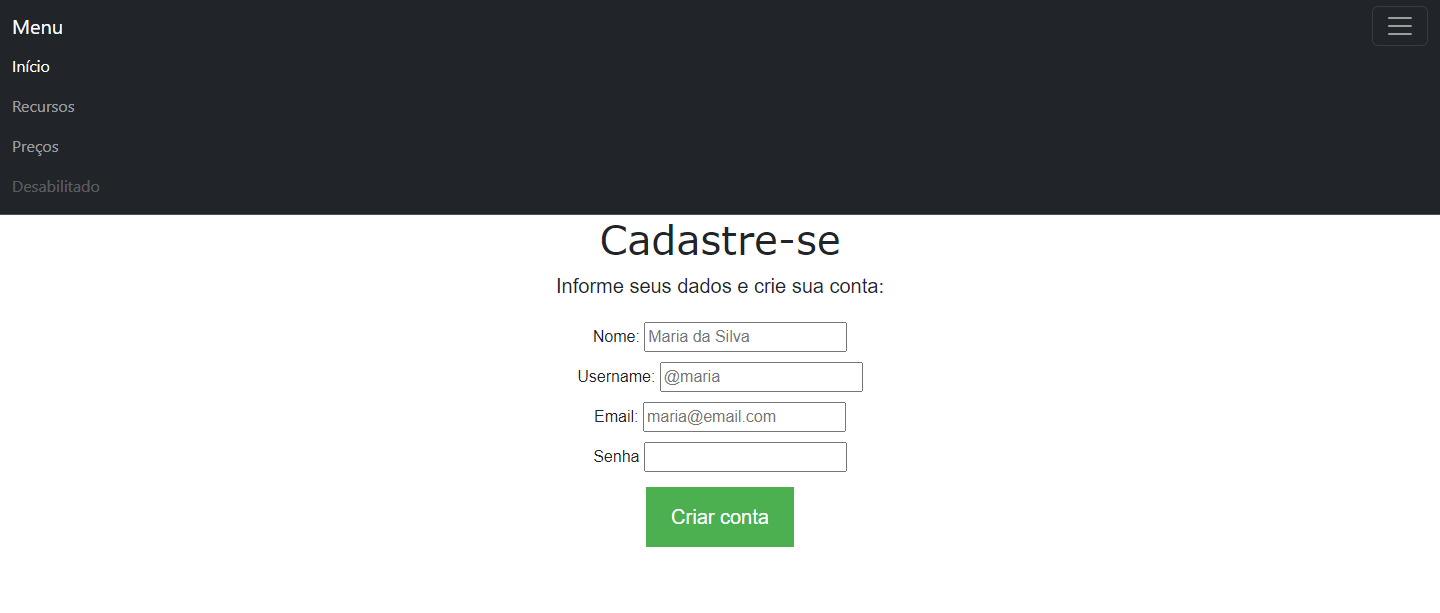 Menu
Início
Recursos
Preços
Desabilitado
Cadastre-se
Informe seus dados e crie sua conta:
Nome: Maria da Silva
Username: @maria
Email: maria@email.com
Senha
Criar conta